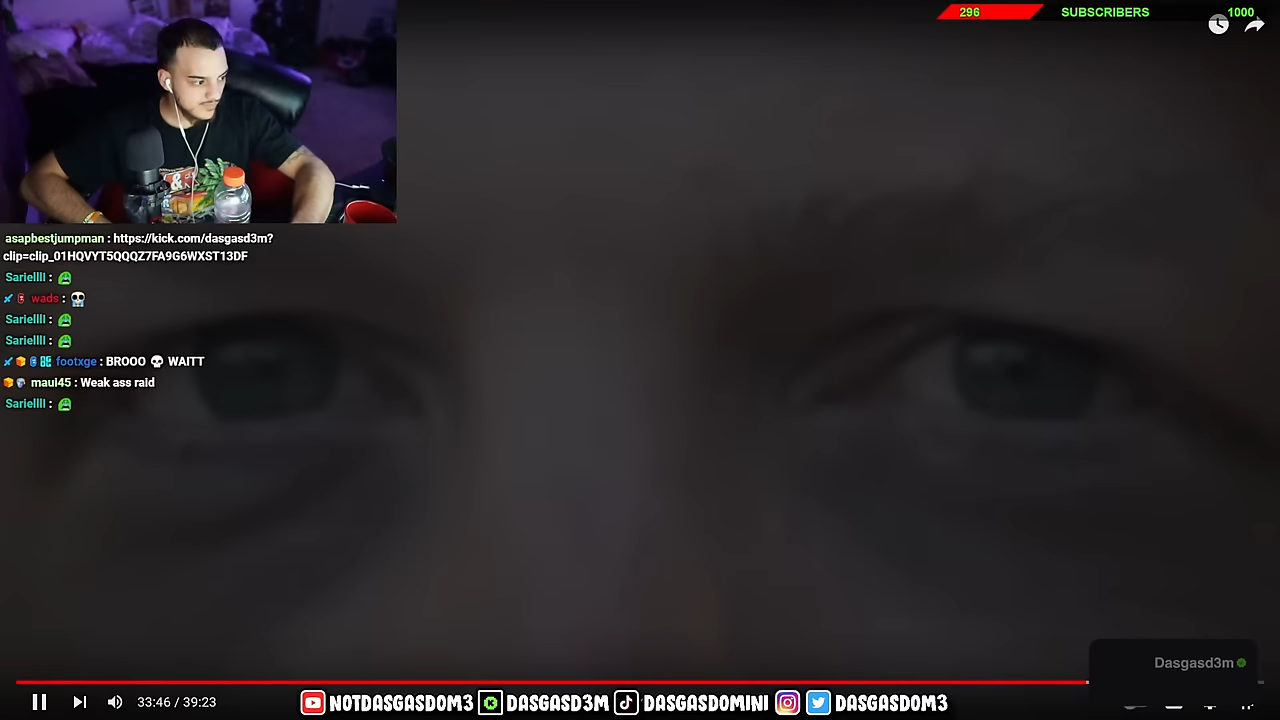 296 SUBSCRIBERS 1000
asapbestjumpman : https://kick.com/dasgasd3m?
clip=clip_01HQVYT5QQQZ7FA9G6WXST13DF
Sariellll :
wads :
Sariellll :
Sariellll :
footxge : BROOO 💀 WAITT
maul45 : Weak ass raid
Sariellll :
Dasgasd3m
33:46 / 39:23
NOTDASGASDOM3 DASGASD3M DASGASDOMINI DASGASDOM3